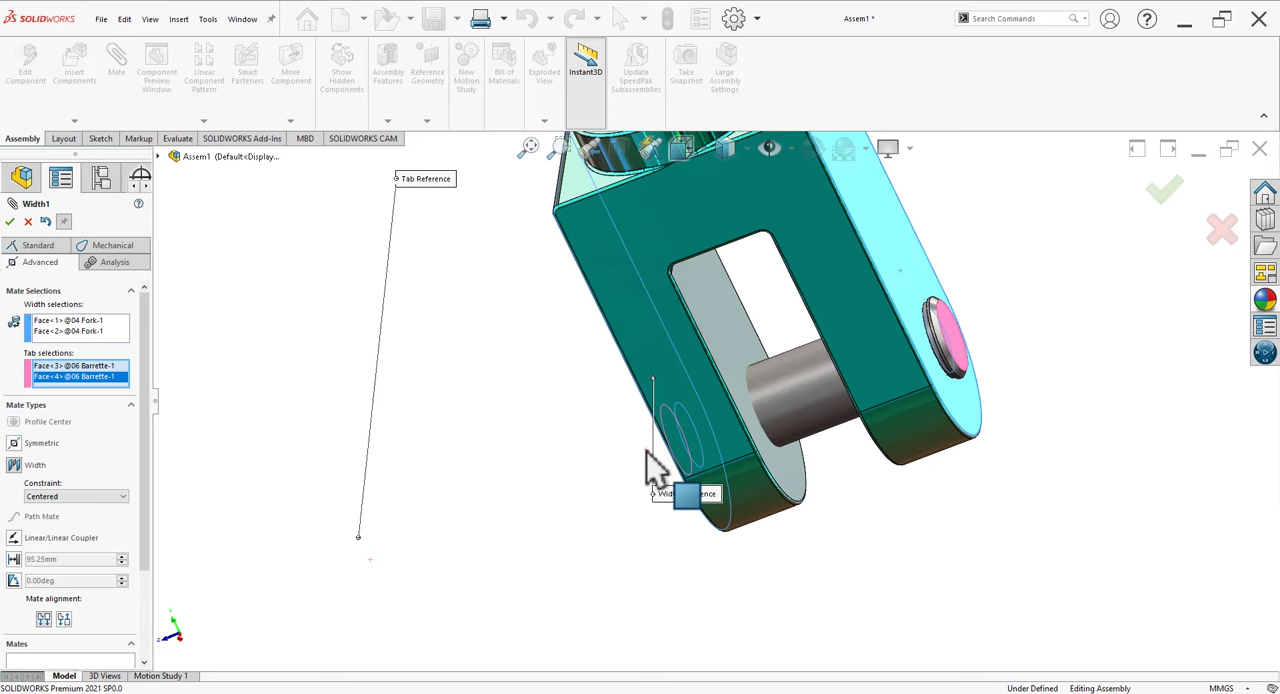 SOLIDWORKS
File
Edit
View
Insert
Tools
Window
Assem1 *
Search Commands
Edit Component
Insert Components
Mate
Component Preview Window
Linear Component Pattern
Smart Fasteners
Move Component
Show Hidden Components
Assembly Features
Reference Geometry
New Motion Study
Bill of Materials
Exploded View
Instant3D
Update SpeedPak Subassemblies
Take Snapshot
Large Assembly Settings
Assembly
Layout
Sketch
Markup
Evaluate
SOLIDWORKS Add-Ins
MBD
SOLIDWORKS CAM
Assem1 (Default<Display...
Tab Reference
Width1
Standard
Mechanical
Advanced
Analysis
Mate Selections
Width selections:
Face<1>@04 Fork-1
Face<2>@04 Fork-1
Tab selections:
Face<3>@06 Barrette-1
Face<4>@06 Barrette-1
Mate Types
Profile Center
Symmetric
Width
Constraint:
Centered
Path Mate
Linear/Linear Coupler
95.25mm
0.00deg
Mate alignment:
Mates
Y
Z
Model
3D Views
Motion Study 1
SOLIDWORKS Premium 2021 SP0.0
Under Defined
Editing Assembly
MMGS